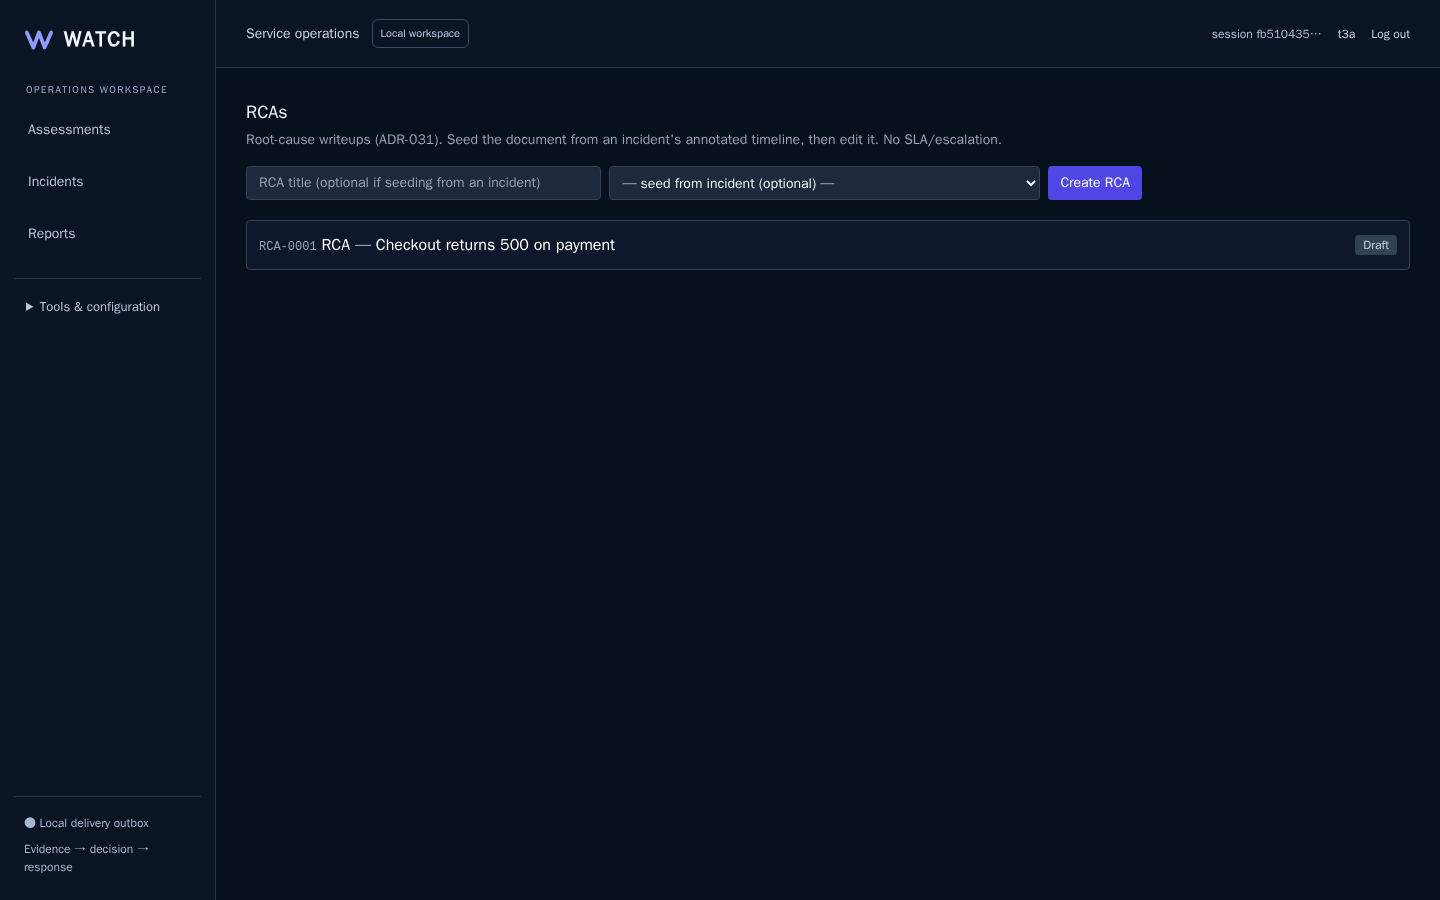 WATCH
Service operations
Local workspace
session fb510435…
t3a
Log out
OPERATIONS WORKSPACE
Assessments
Incidents
Reports
▶ Tools & configuration
RCAs
Root-cause writeups (ADR-031). Seed the document from an incident's annotated timeline, then edit it. No SLA/escalation.
RCA title (optional if seeding from an incident)
— seed from incident (optional) —
Create RCA
RCA-0001 RCA — Checkout returns 500 on payment
Draft
Local delivery outbox
Evidence → decision →
response